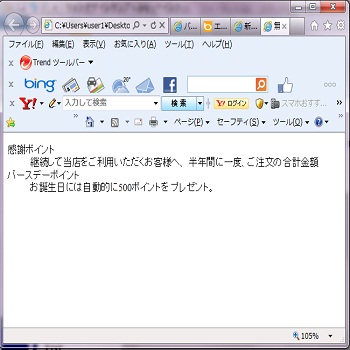 C:¥Users¥user1¥Deskto
バ...
エ...
新...
無...
ファイル(F) 編集(E) 表示(V) お気に入り(A) ツール(T) ヘルプ(H)
x Trend ツールバー
x bing 20°
x Y! 入力して検索 検索 ログイン スマホおすす...
ページ(P) セーフティ(S) ツール(O)
感謝ポイント
継続して当店をご利用いただくお客様へ、半年間に一度、ご注文の合計金額
バースデーポイント
お誕生日には自動的に500ポイントをプレゼント。
105%